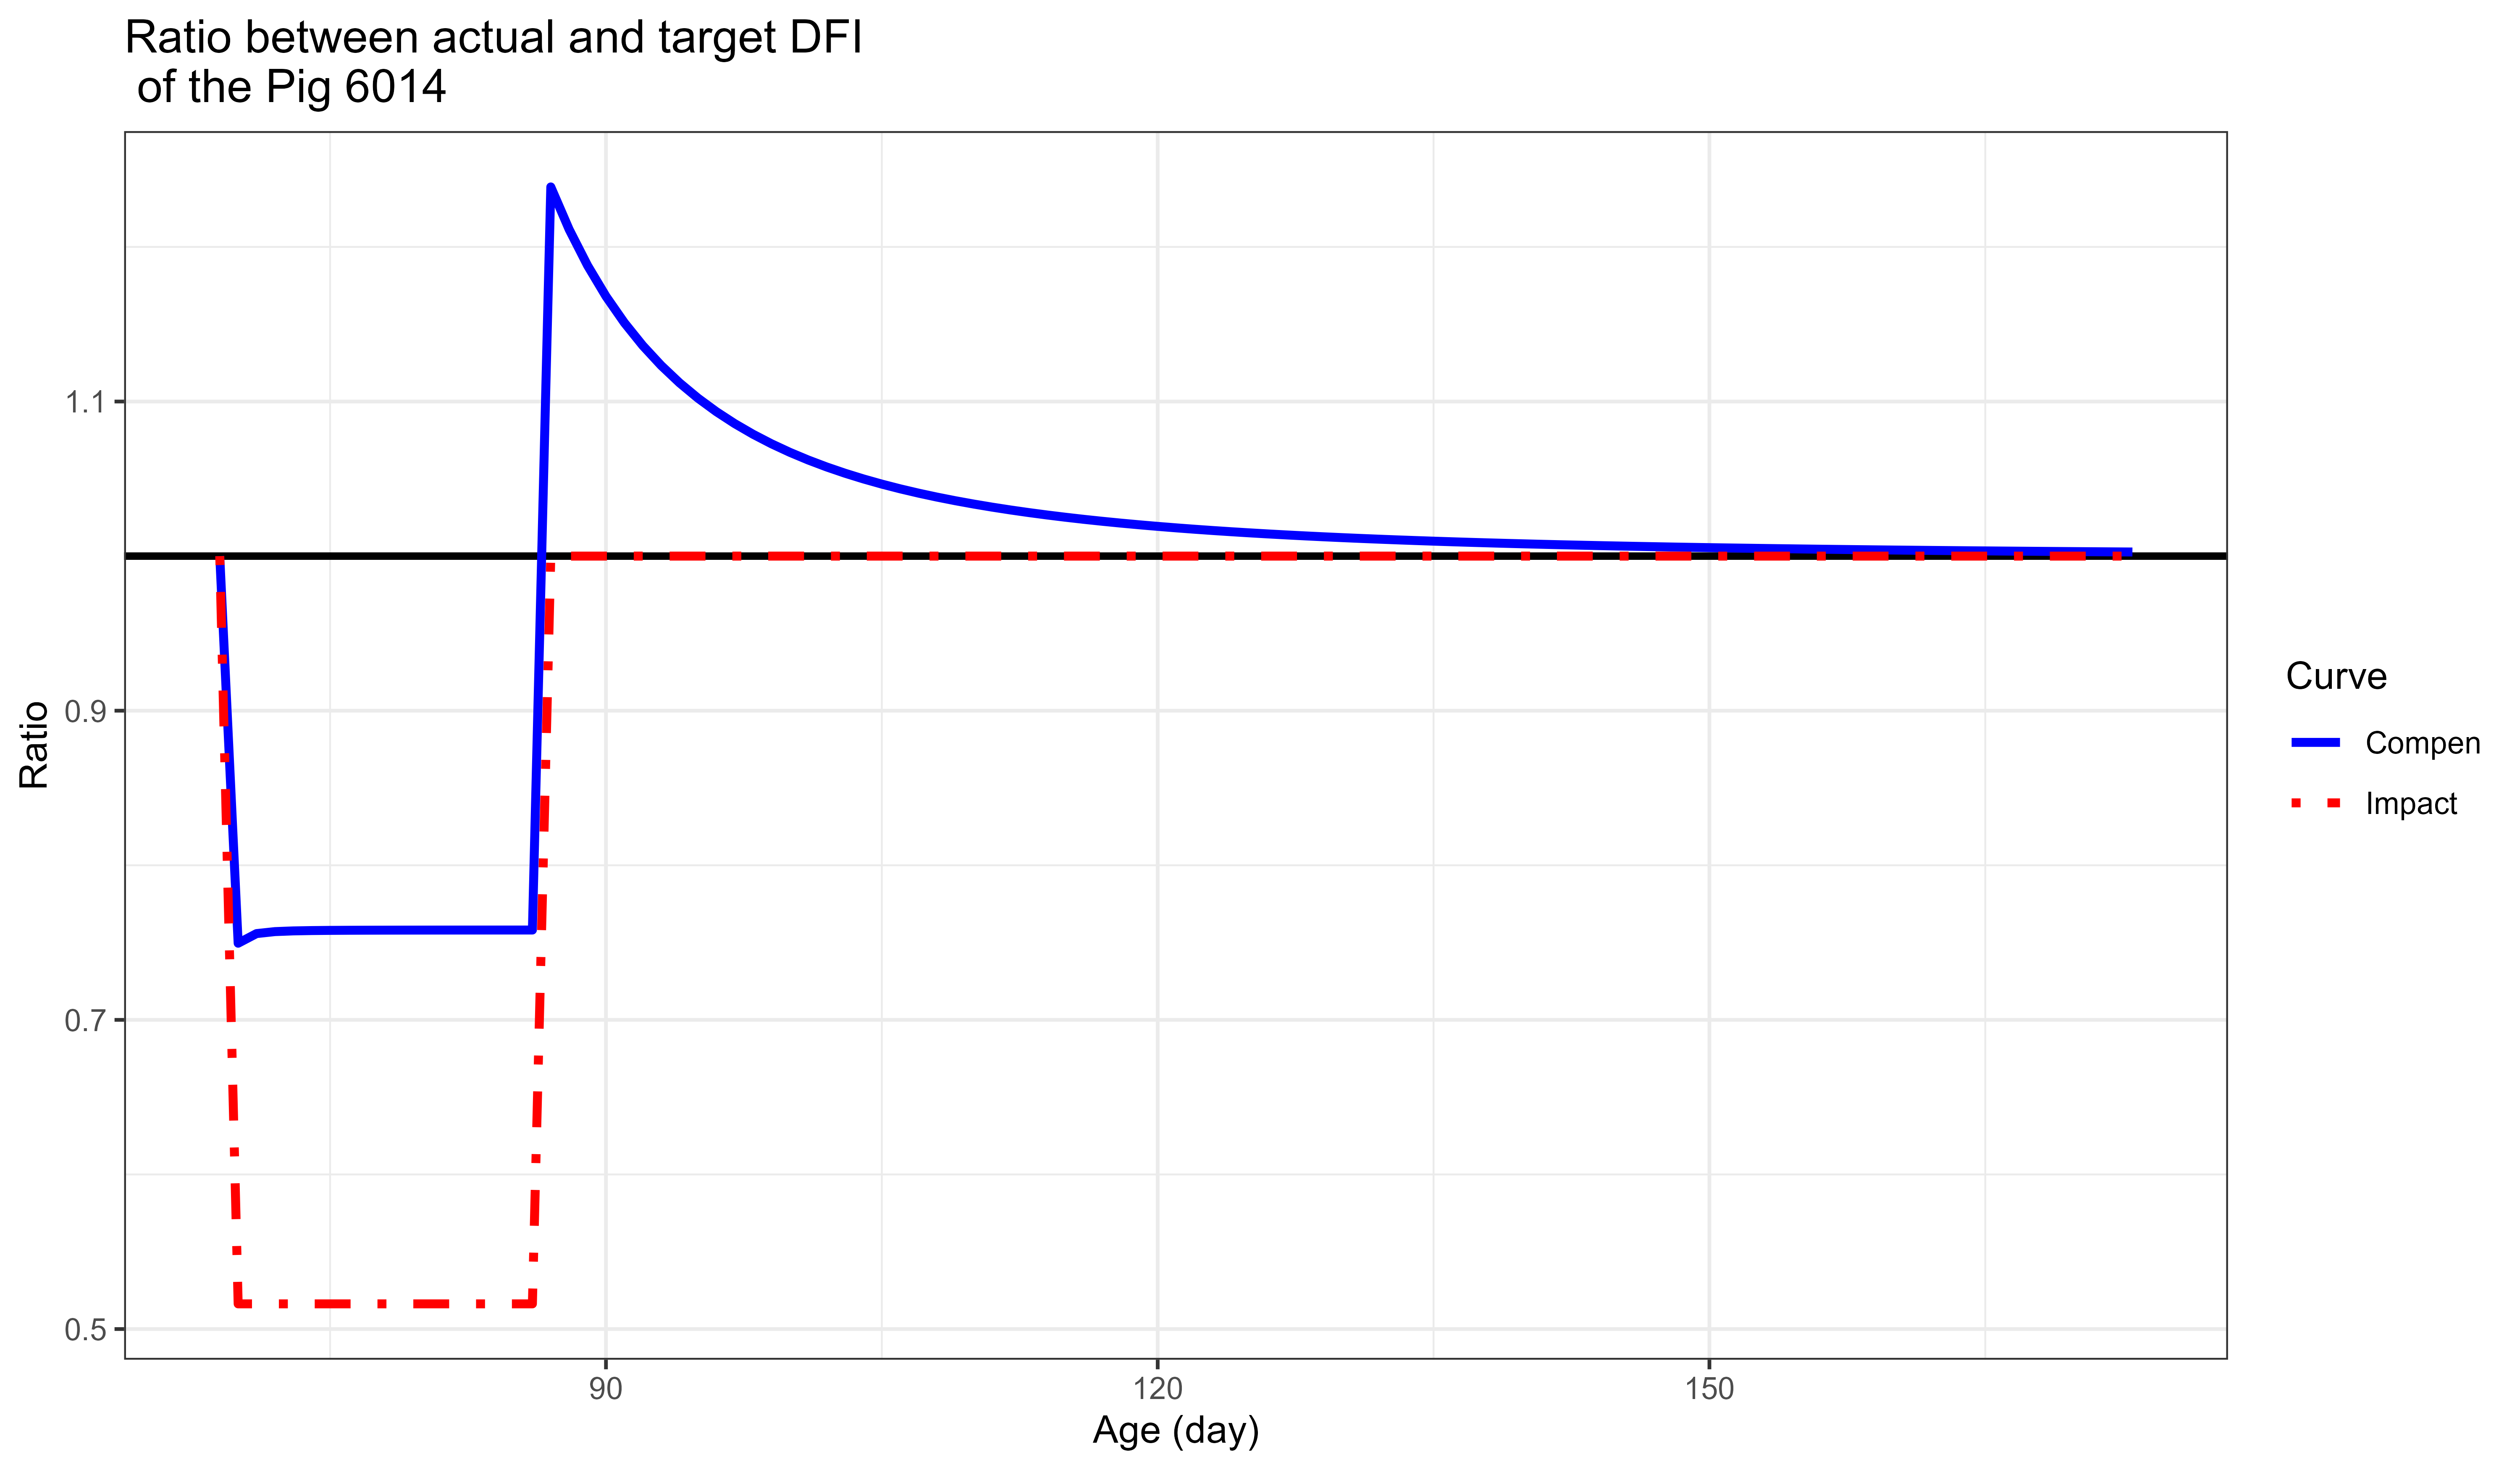 Ratio between actual and target DFI
of the Pig 6014
Ratio
1.1
0.9
0.7
0.5
90
120
150
Age (day)
Curve
Compen
Impact